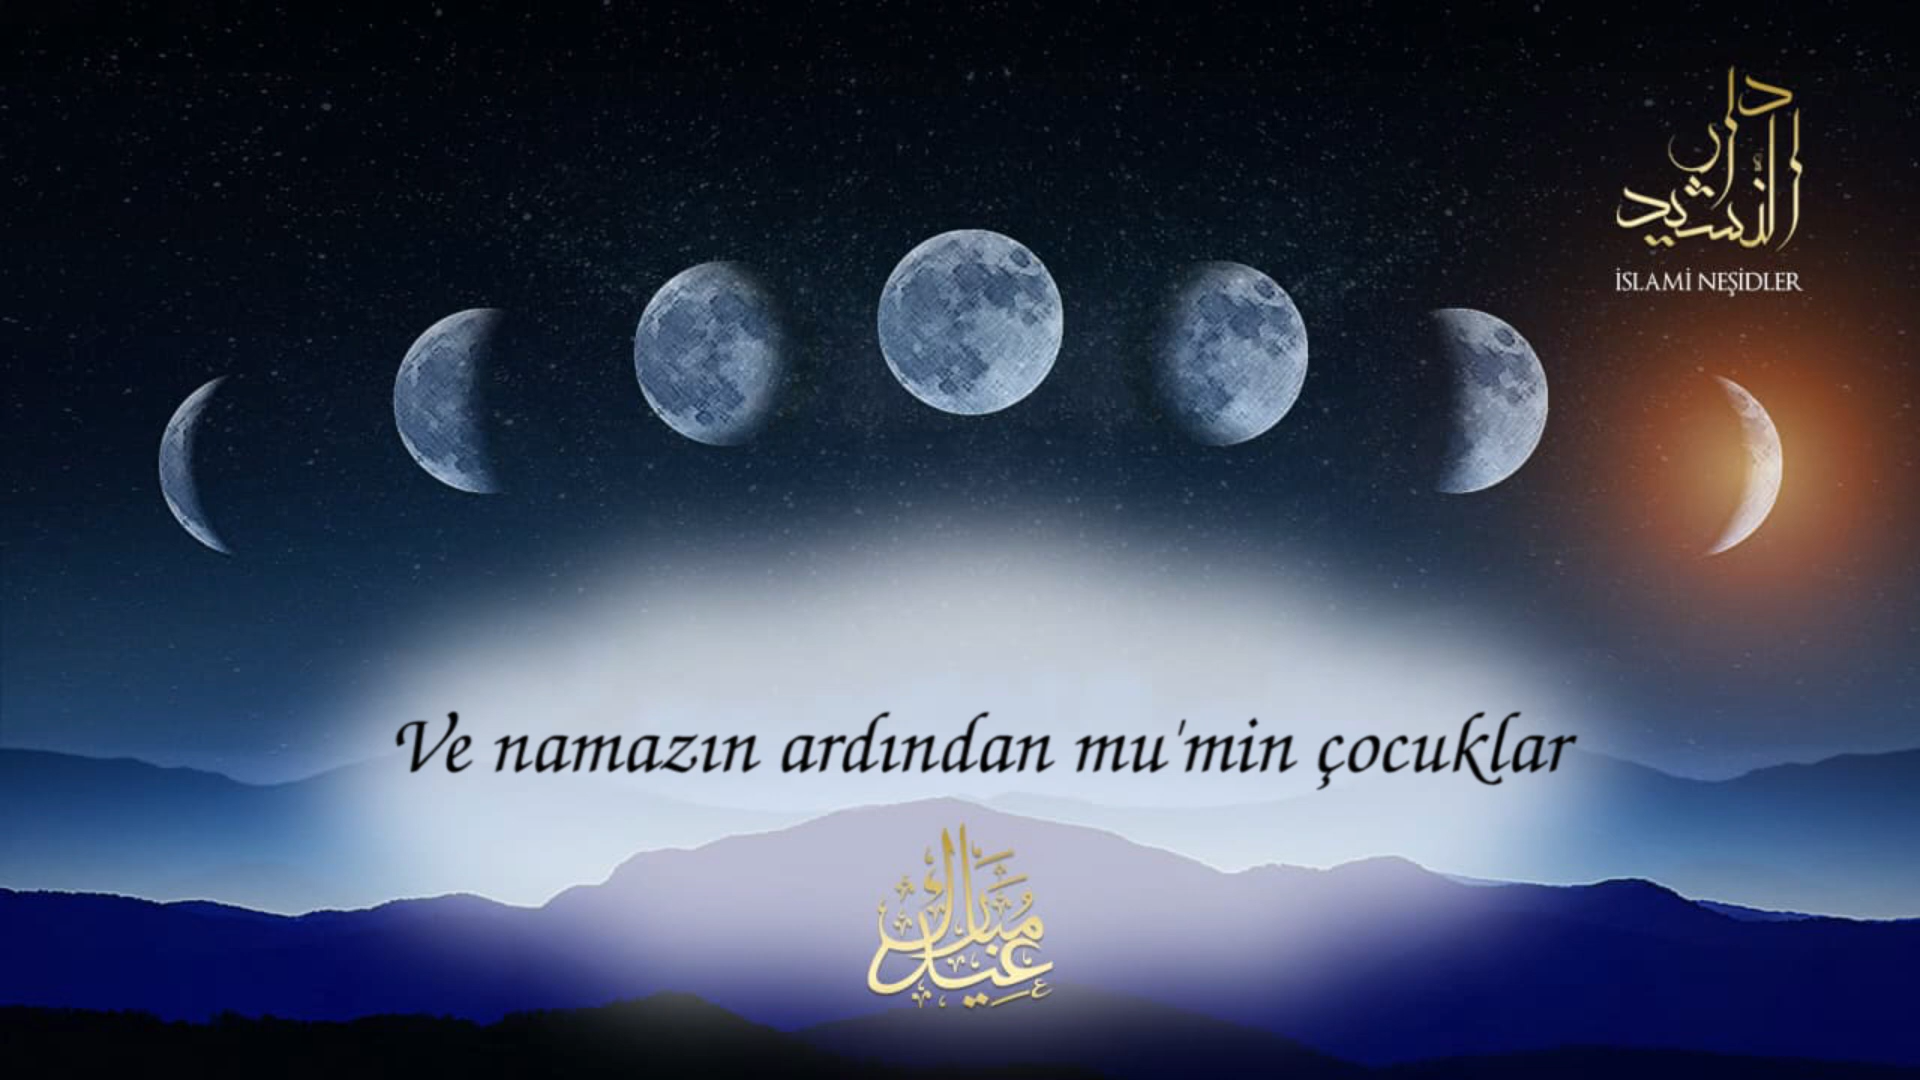 دار
النشيد
İSLAMİ NEŞİDLER
Ve namazın ardından mu'min çocuklar
عيد مبارك